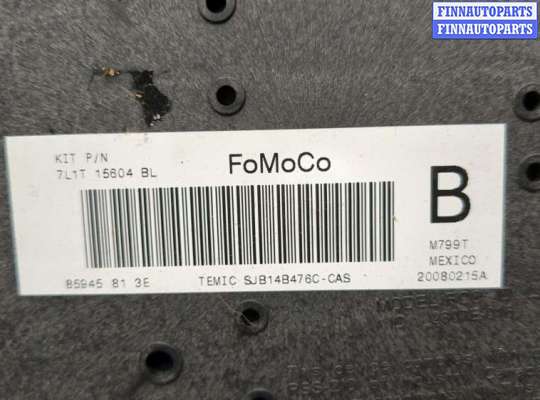 FINNAUTOPARTS
FINNAUTOPARTS
KIT P/N
7L1T 15604 BL
FoMoCo
B
M799T
MEXICO
85945 81 3E
TEMIC SJB14B476C-CAS
20080215A